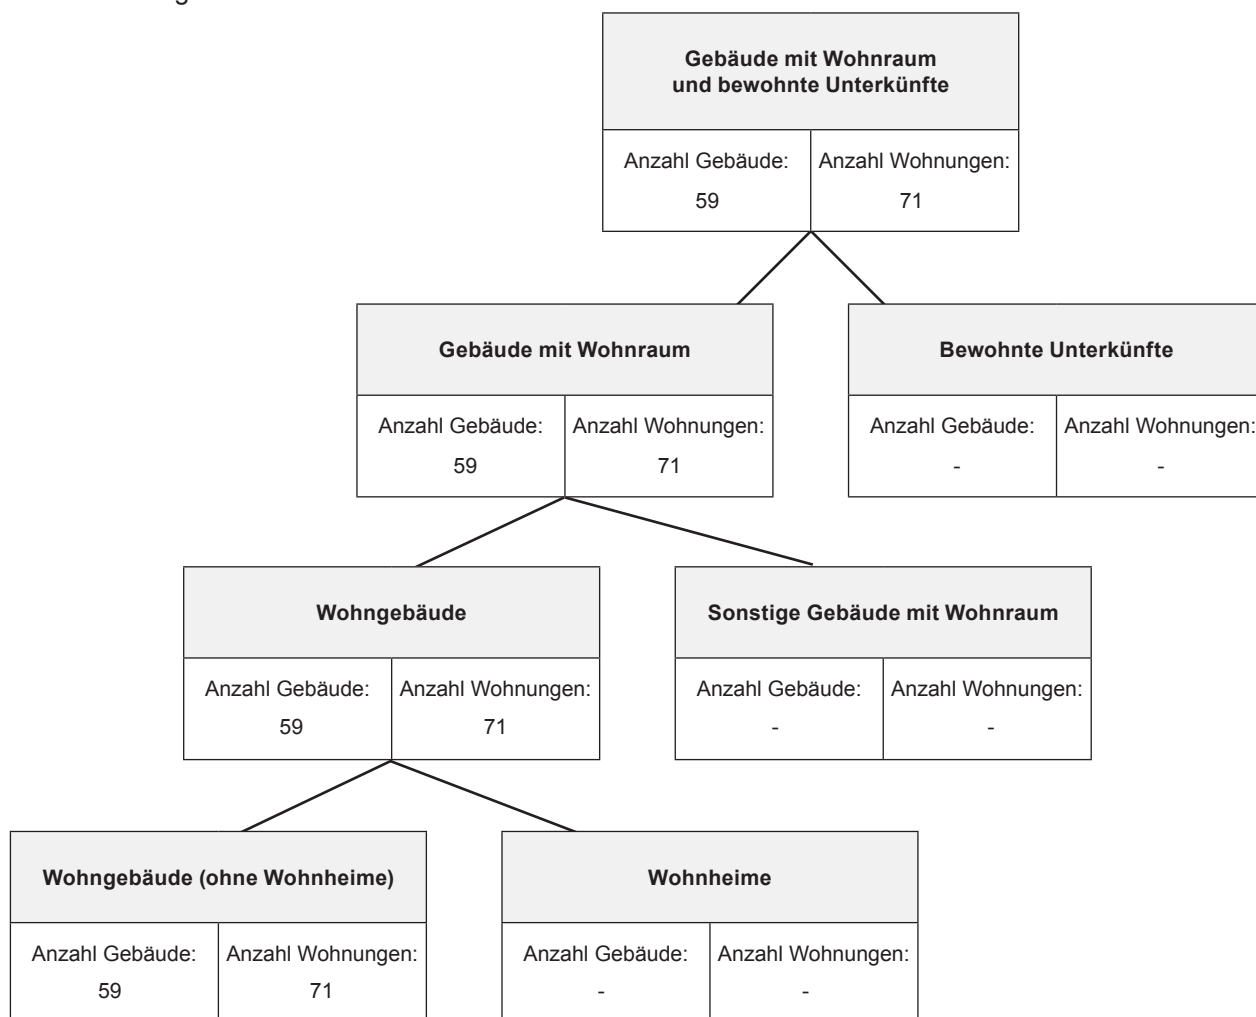 Gebäude mit Wohnraum
und bewohnte Unterkünfte
Anzahl Gebäude: Anzahl Wohnungen:
59 71
Gebäude mit Wohnraum Bewohnte Unterkünfte
Anzahl Gebäude: Anzahl Wohnungen: Anzahl Gebäude: Anzahl Wohnungen:
59 71 - -
Wohngebäude Sonstige Gebäude mit Wohnraum
Anzahl Gebäude: Anzahl Wohnungen: Anzahl Gebäude: Anzahl Wohnungen:
59 71 - -
Wohngebäude (ohne Wohnheime) Wohnheime
Anzahl Gebäude: Anzahl Wohnungen: Anzahl Gebäude: Anzahl Wohnungen:
59 71 - -